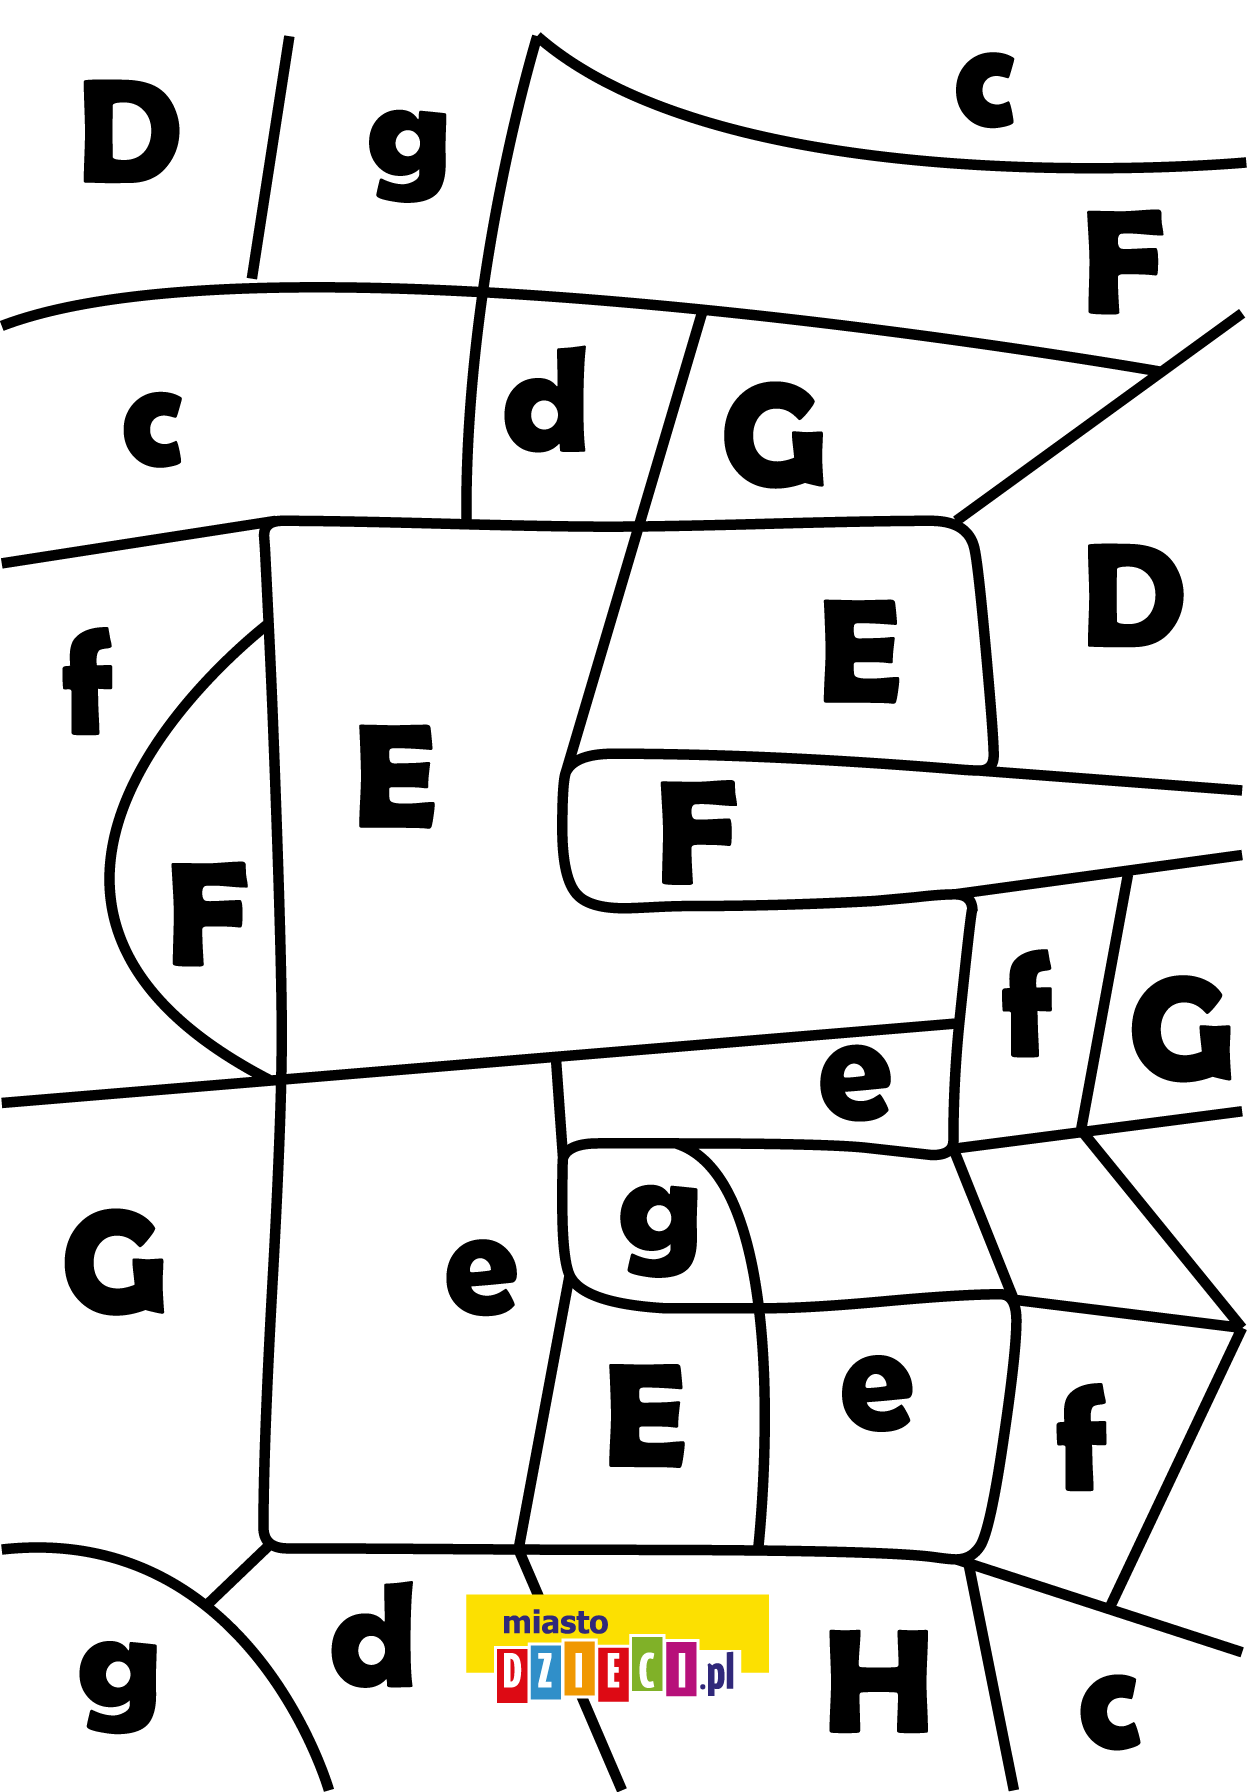 D g c
F
c d G
D
f E E
F F
f G
e
G e g
E e f
g d miasto H c
DZIECI.pl